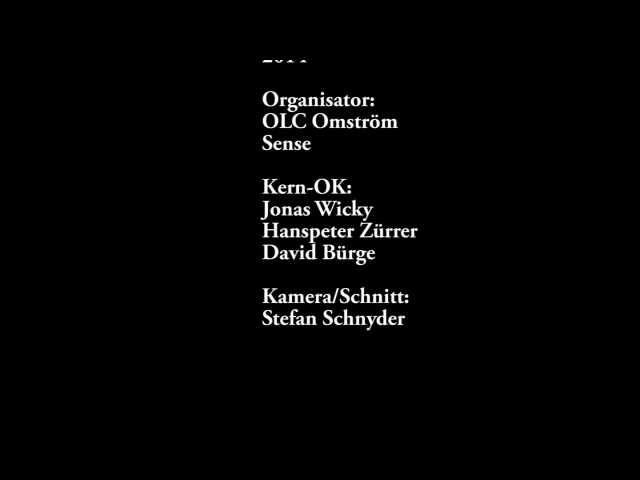 Organisator:
OLC Omström
Sense
Kern-OK:
Jonas Wicky
Hanspeter Zürrer
David Bürge
Kamera/Schnitt:
Stefan Schnyder